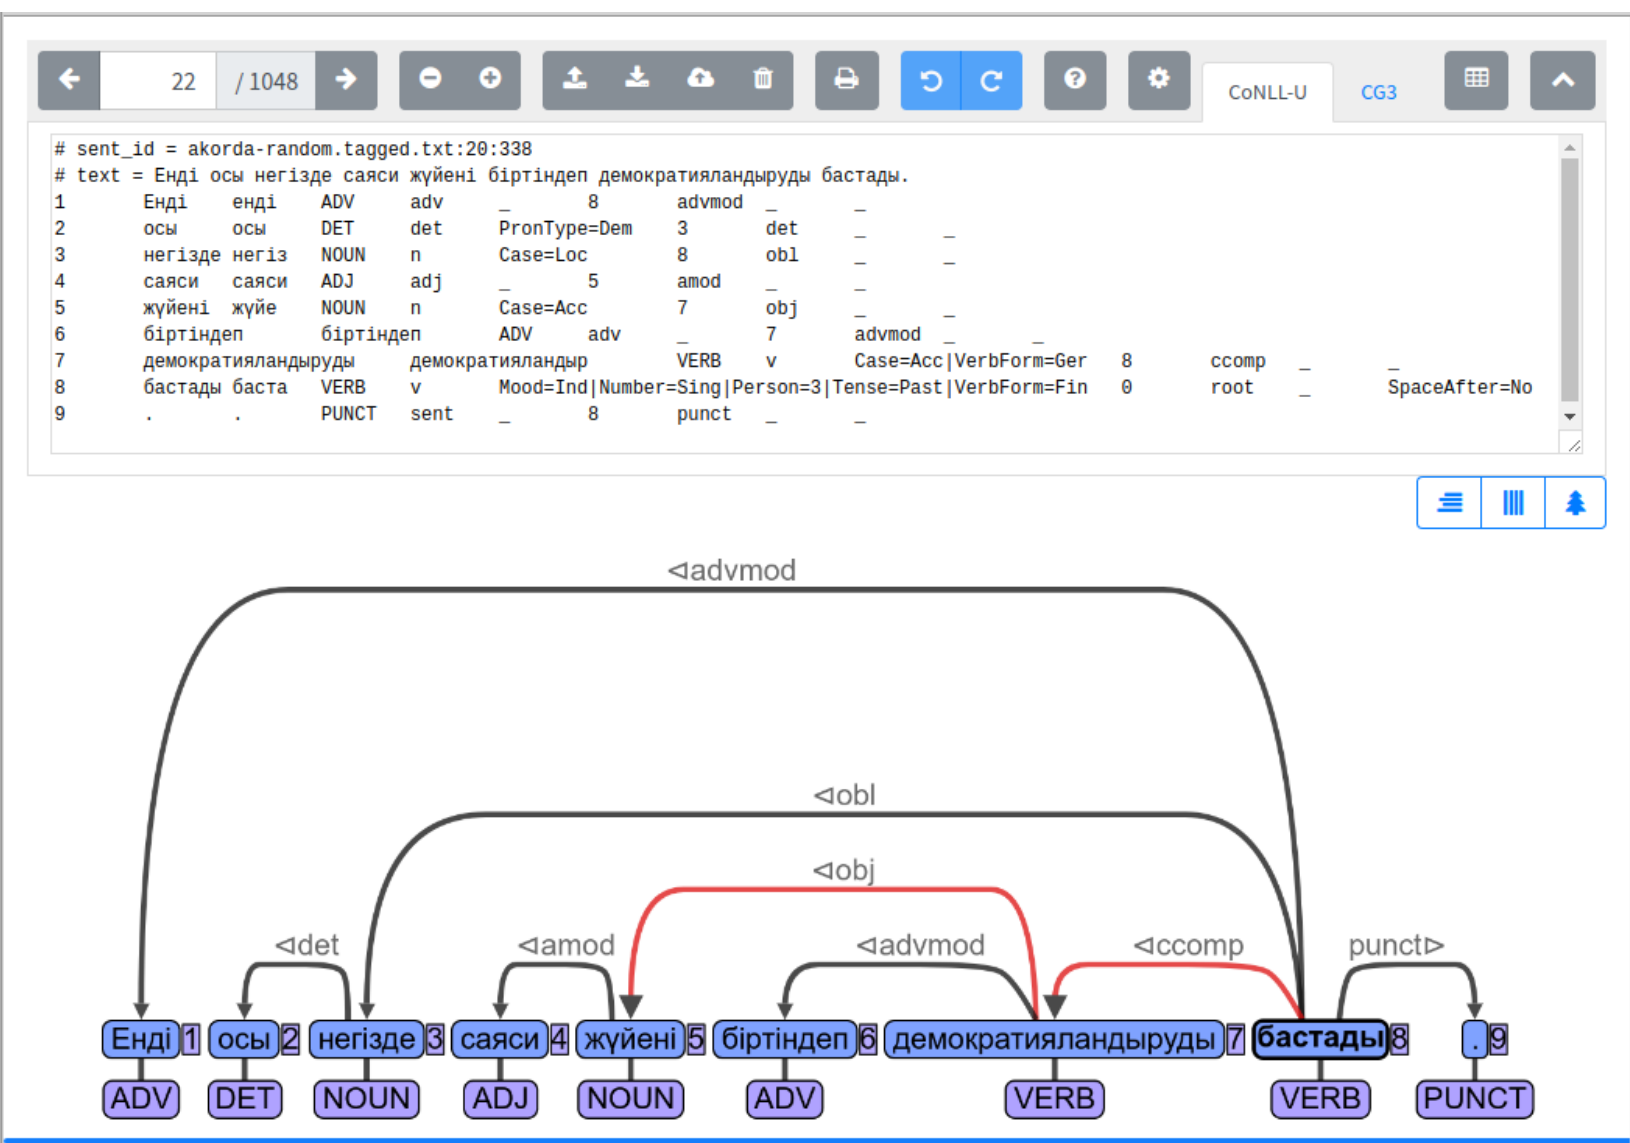 22 / 1048 CoNLL-U CG3
# sent_id = akorda-random.tagged.txt:20:338
# text = Енді осы негізде саяси жүйені біртіндеп демократияландыруды бастады.
1 Енді енді ADV adv _ 8 advmod _ _
2 осы осы DET det PronType=Dem 3 det _ _
3 негізде негіз NOUN n Case=Loc 8 obl _ _
4 саяси саяси ADJ adj _ 5 amod _ _
5 жүйені жүйе NOUN n Case=Acc 7 obj _ _
6 біртіндеп біртіндеп ADV adv _ 7 advmod _ _
7 демократияландыруды демократияландыр VERB v Case=Acc|VerbForm=Ger 8 ccomp _ _
8 бастады баста VERB v Mood=Ind|Number=Sing|Person=3|Tense=Past|VerbForm=Fin 0 root _ SpaceAfter=No
9 . . PUNCT sent _ 8 punct _ _
⊲advmod
⊲obl
⊲obj
⊲det ⊲amod ⊲advmod ⊲ccomp punct⊳
Енді 1 осы 2 негізде 3 саяси 4 жүйені 5 біртіндеп 6 демократияландыруды 7 бастады 8 . 9
ADV DET NOUN ADJ NOUN ADV VERB VERB PUNCT